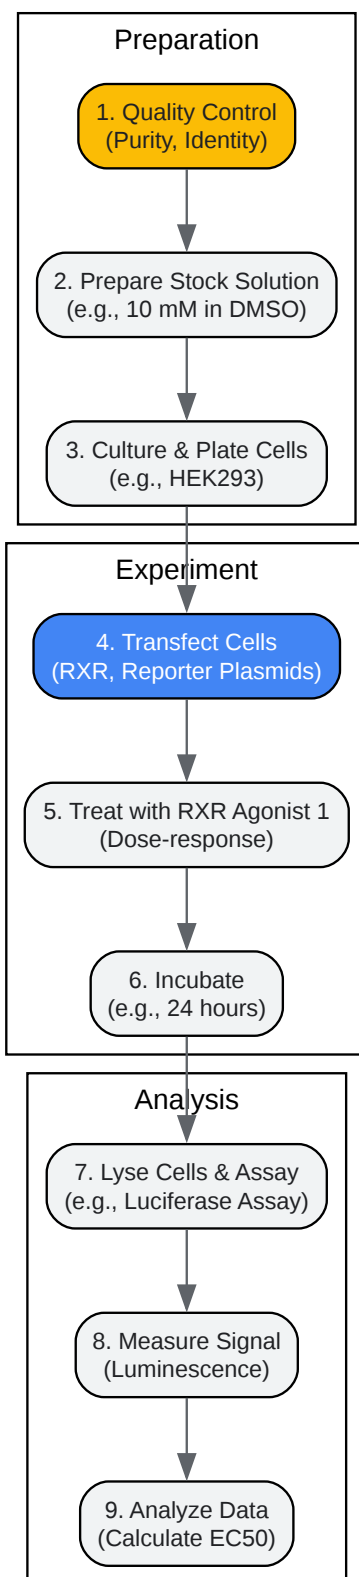 Preparation
1. Quality Control
(Purity, Identity)
2. Prepare Stock Solution
(e.g., 10 mM in DMSO)
3. Culture & Plate Cells
(e.g., HEK293)
Experiment
4. Transfect Cells
(RXR, Reporter Plasmids)
5. Treat with RXR Agonist 1
(Dose-response)
6. Incubate
(e.g., 24 hours)
Analysis
7. Lyse Cells & Assay
(e.g., Luciferase Assay)
8. Measure Signal
(Luminescence)
9. Analyze Data
(Calculate EC50)